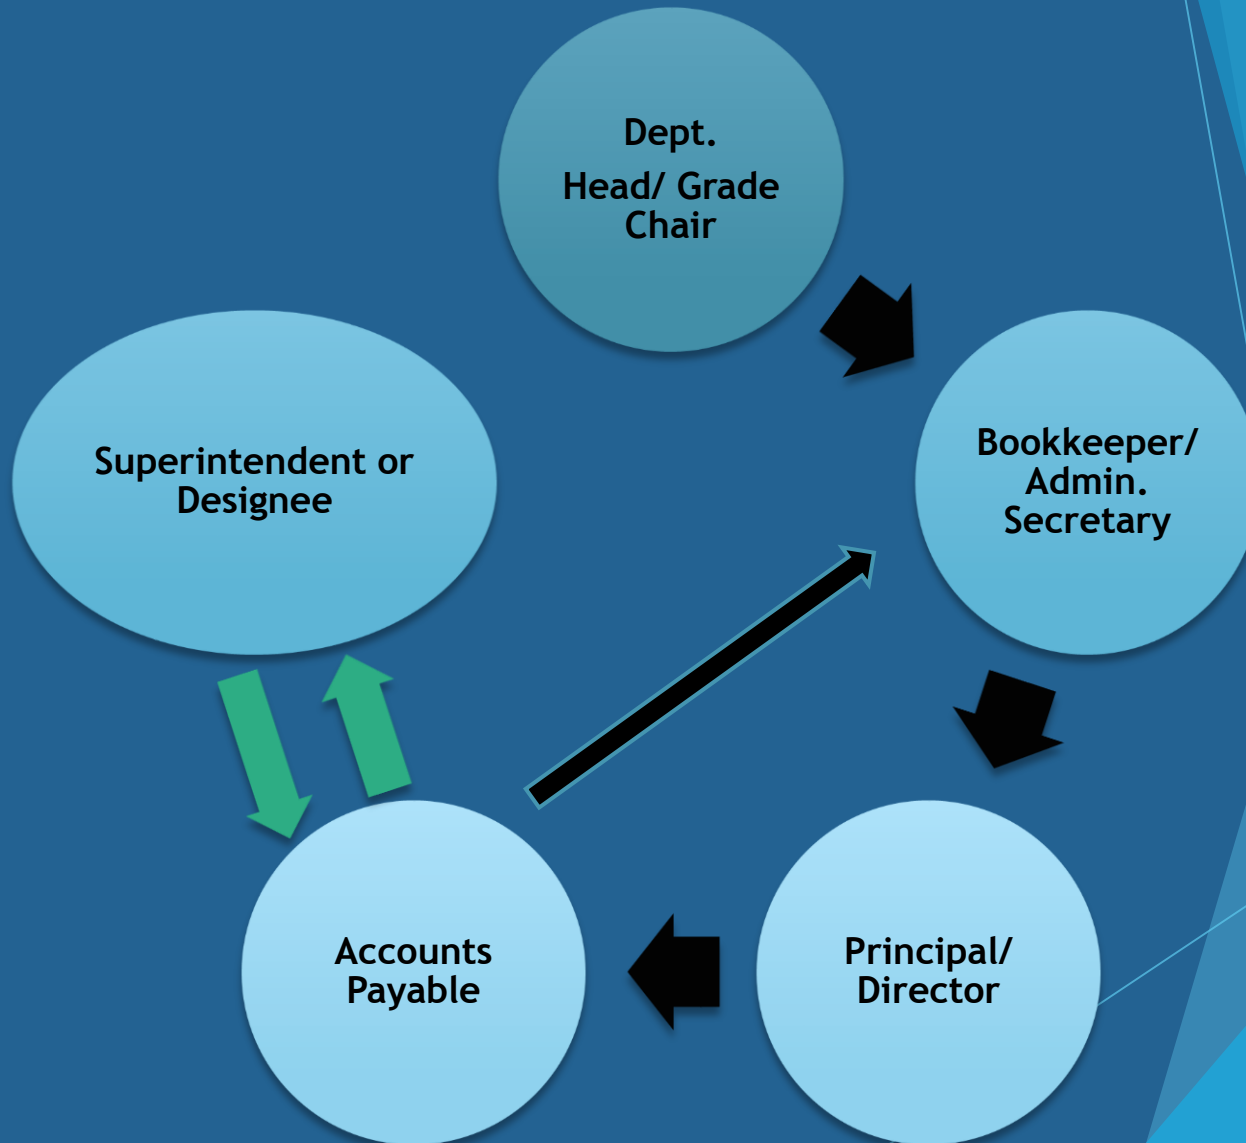 Dept.
Head/ Grade
Chair
Superintendent or
Designee
Bookkeeper/
Admin.
Secretary
Accounts
Payable
Principal/
Director